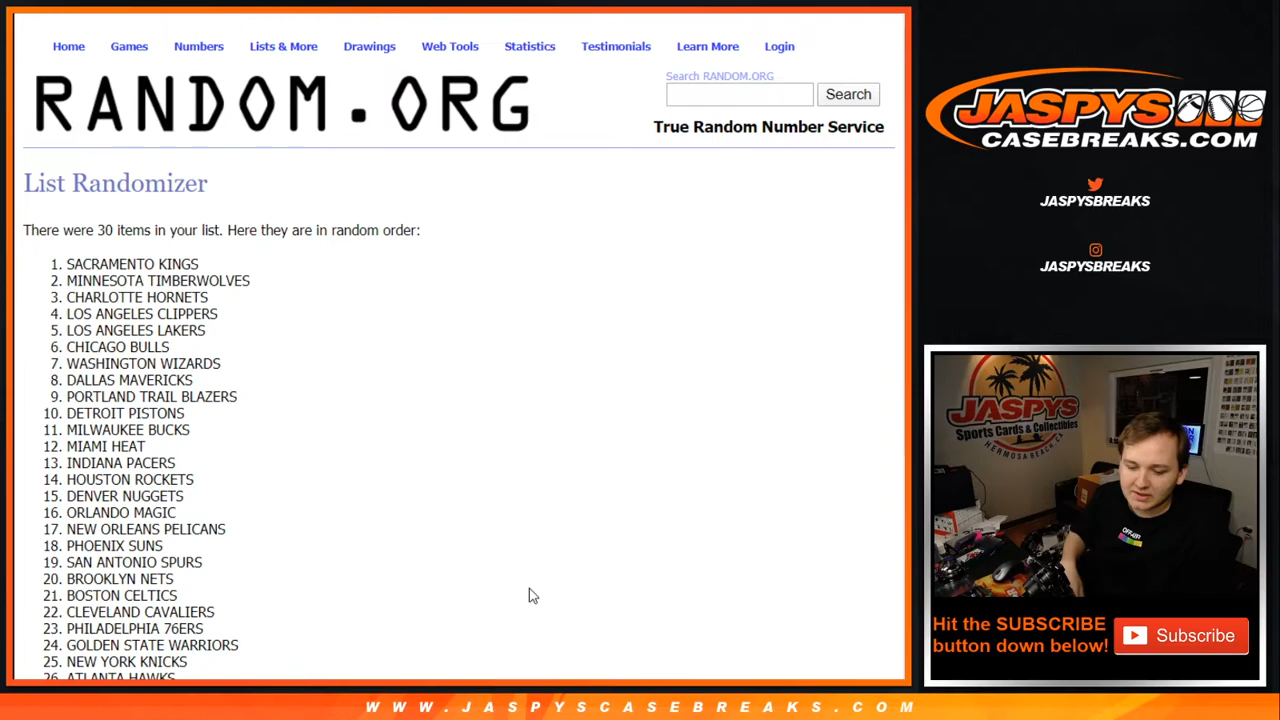 Home Games Numbers Lists & More Drawings Web Tools Statistics Testimonials Learn More Login
RANDOM.ORG
Search RANDOM.ORG
Search
True Random Number Service
List Randomizer
There were 30 items in your list. Here they are in random order:
1. SACRAMENTO KINGS
2. MINNESOTA TIMBERWOLVES
3. CHARLOTTE HORNETS
4. LOS ANGELES CLIPPERS
5. LOS ANGELES LAKERS
6. CHICAGO BULLS
7. WASHINGTON WIZARDS
8. DALLAS MAVERICKS
9. PORTLAND TRAIL BLAZERS
10. DETROIT PISTONS
11. MILWAUKEE BUCKS
12. MIAMI HEAT
13. INDIANA PACERS
14. HOUSTON ROCKETS
15. DENVER NUGGETS
16. ORLANDO MAGIC
17. NEW ORLEANS PELICANS
18. PHOENIX SUNS
19. SAN ANTONIO SPURS
20. BROOKLYN NETS
21. BOSTON CELTICS
22. CLEVELAND CAVALIERS
23. PHILADELPHIA 76ERS
24. GOLDEN STATE WARRIORS
25. NEW YORK KNICKS
26. ATLANTA HAWKS
JASPYS
CASEBREAKS.COM
JASPYSBREAKS
JASPYSBREAKS
JASPYS
Sports Cards & Collectibles
HERMOSA BEACH, CA
Hit the SUBSCRIBE
button down below!
Subscribe
WWW.JASPYSCASEBREAKS.COM